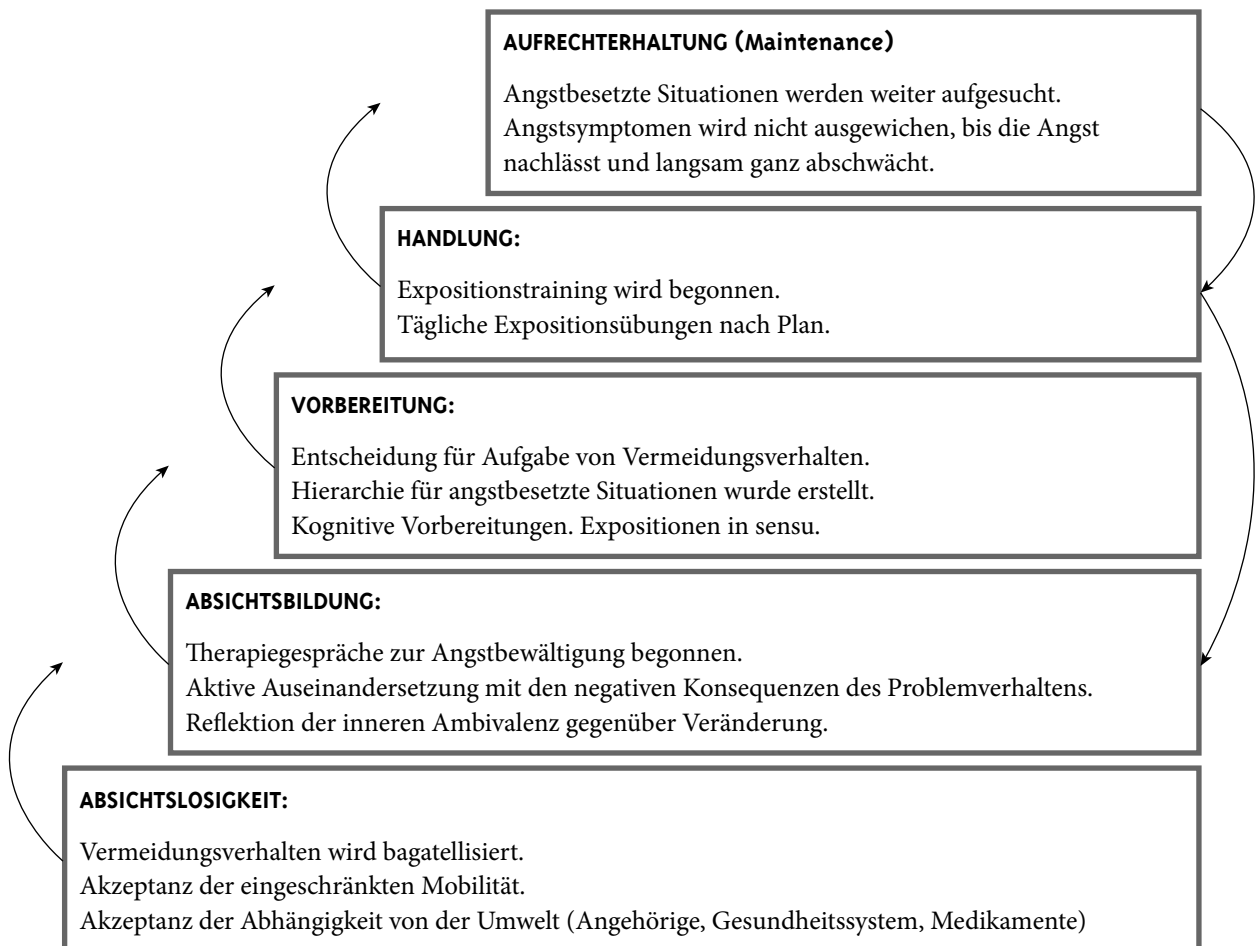 AUFRECHTERHALTUNG (Maintenance)
Angstbesetzte Situationen werden weiter aufgesucht.
Angstsymptomen wird nicht ausgewichen, bis die Angst
nachlässt und langsam ganz abschwächt.
HANDLUNG:
Expositionstraining wird begonnen.
Tägliche Expositionsübungen nach Plan.
VORBEREITUNG:
Entscheidung für Aufgabe von Vermeidungsverhalten.
Hierarchie für angstbesetzte Situationen wurde erstellt.
Kognitive Vorbereitungen. Expositionen in sensu.
ABSICHTSBILDUNG:
Therapiegespräche zur Angstbewältigung begonnen.
Aktive Auseinandersetzung mit den negativen Konsequenzen des Problemverhaltens.
Reflektion der inneren Ambivalenz gegenüber Veränderung.
ABSICHTSLOSIGKEIT:
Vermeidungsverhalten wird bagatellisiert.
Akzeptanz der eingeschränkten Mobilität.
Akzeptanz der Abhängigkeit von der Umwelt (Angehörige, Gesundheitssystem, Medikamente)